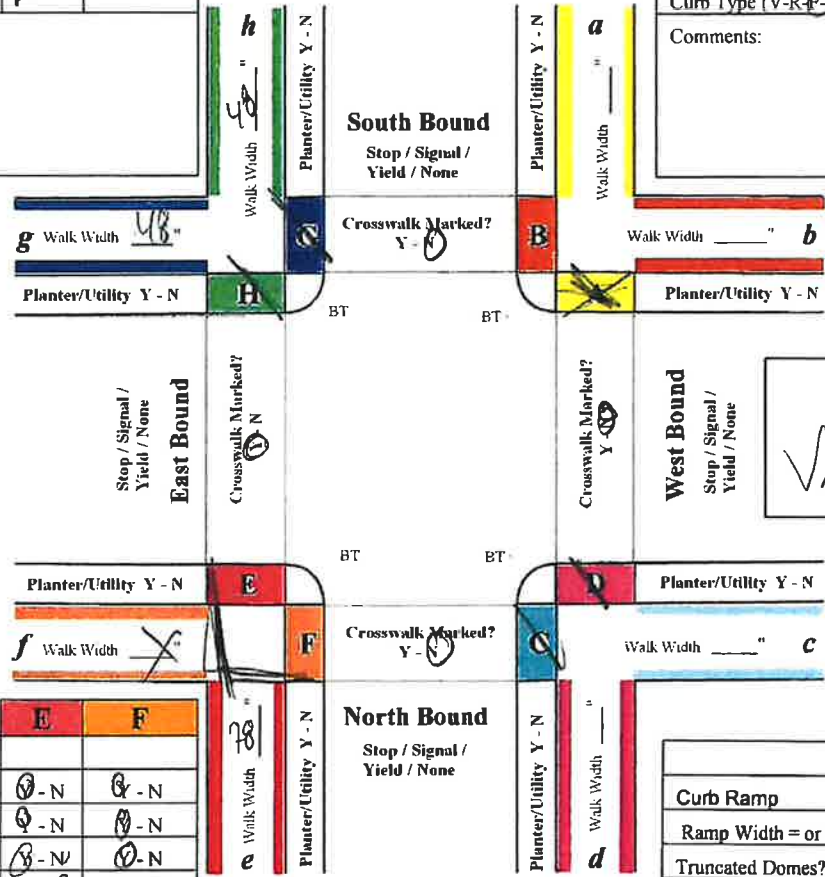 Curb Type (V-R-F-
Comments:
h
a
Walk Width 48 "
Planter/Utility Y - N
South Bound
Stop / Signal /
Yield / None
Planter/Utility Y - N
Walk Width ____ "
g Walk Width 48 "
G
Crosswalk Marked?
Y - N
B
Walk Width ____ " b
Planter/Utility Y - N
H
Planter/Utility Y - N
BT
BT
Stop / Signal /
Yield / None
East Bound
Crosswalk Marked?
Y - N
Crosswalk Marked?
Y - N
West Bound
Stop / Signal /
Yield / None
BT
BT
Planter/Utility Y - N
E
D
Planter/Utility Y - N
f Walk Width X "
F
Crosswalk Marked?
Y - N
C
Walk Width ____ " c
E F
Walk Width 78 "
e
Planter/Utility Y - N
North Bound
Stop / Signal /
Yield / None
Planter/Utility Y - N
Walk Width ____ "
d
Y - N Y - N
Y - N Y - N
Y - N Y - N
Curb Ramp
Ramp Width = or
Truncated Domes?